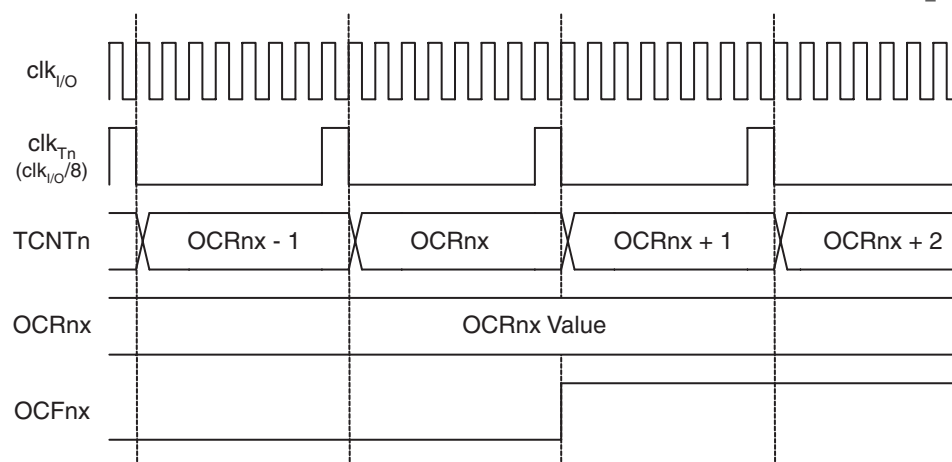 clkI/O
clkTn
(clkI/O/8)
TCNTn OCRnx - 1 OCRnx OCRnx + 1 OCRnx + 2
OCRnx OCRnx Value
OCFnx